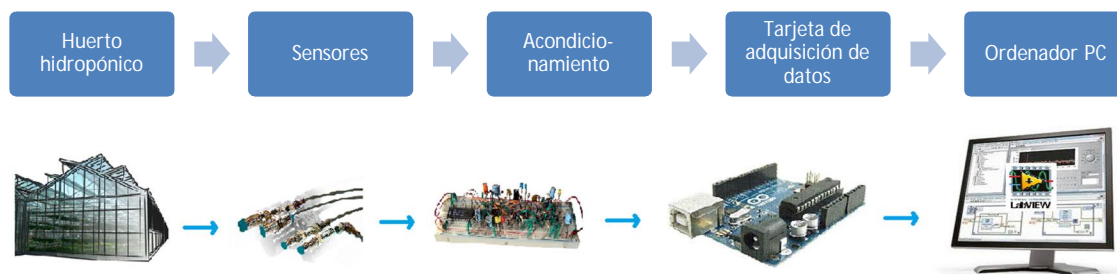 Huerto
hidropónico
Sensores
Acondicio-
namiento
Tarjeta de
adquisición de
datos
Ordenador PC
LabVIEW